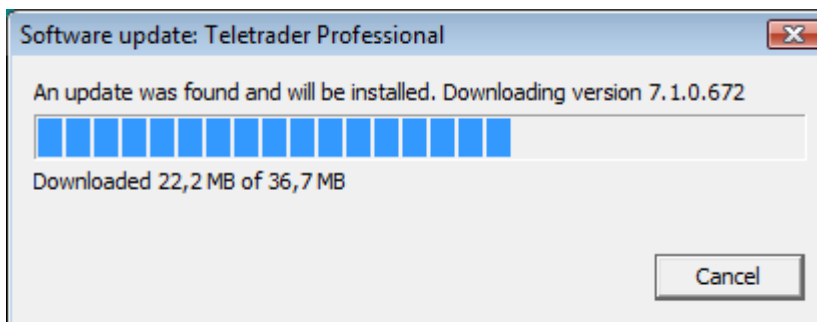 Software update: Teletrader Professional
An update was found and will be installed. Downloading version 7.1.0.672
Downloaded 22,2 MB of 36,7 MB
Cancel